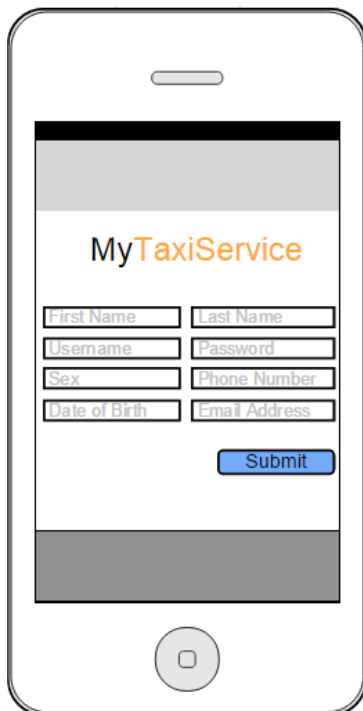 MyTaxiService
First Name Last Name
Username Password
Sex Phone Number
Date of Birth Email Address
Submit